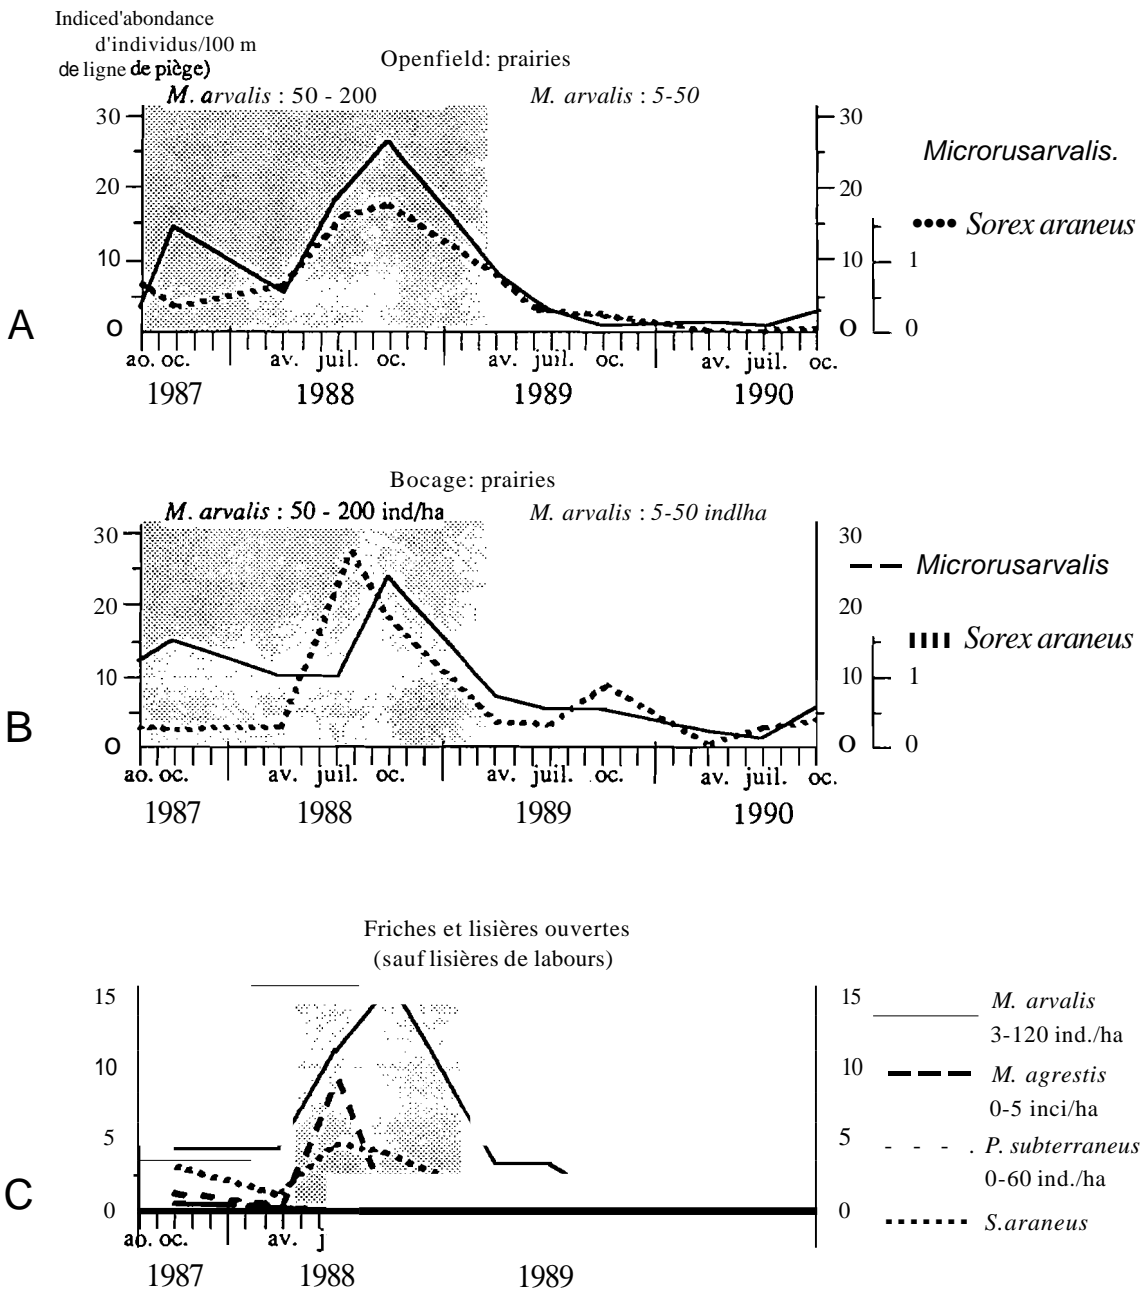 Indiced'abondance
d'individus/100 m
de ligne de piège)
Openfield: prairies
M. arvalis : 50 - 200
M. arvalis : 5-50
30
20
10
O
30
20
10
O
1
0
Microrusarvalis.
Sorex araneus
A
ao. oc. av. juil. oc. av. juil. oc. av. juil. oc.
1987 1988 1989 1990
Bocage: prairies
M. arvalis : 50 - 200 ind/ha
M. arvalis : 5-50 indlha
30
20
10
O
30
20
10
O
1
0
Microrusarvalis
Sorex araneus
B
ao. oc. av. juil. oc. av. juil. oc. av. juil. oc.
1987 1988 1989 1990
Friches et lisières ouvertes
(sauf lisières de labours)
15
10
5
0
15
10
5
0
M. arvalis
3-120 ind./ha
M. agrestis
0-5 inci/ha
. P. subterraneus
0-60 ind./ha
S.araneus
C
ao. oc. av. j
1987 1988 1989